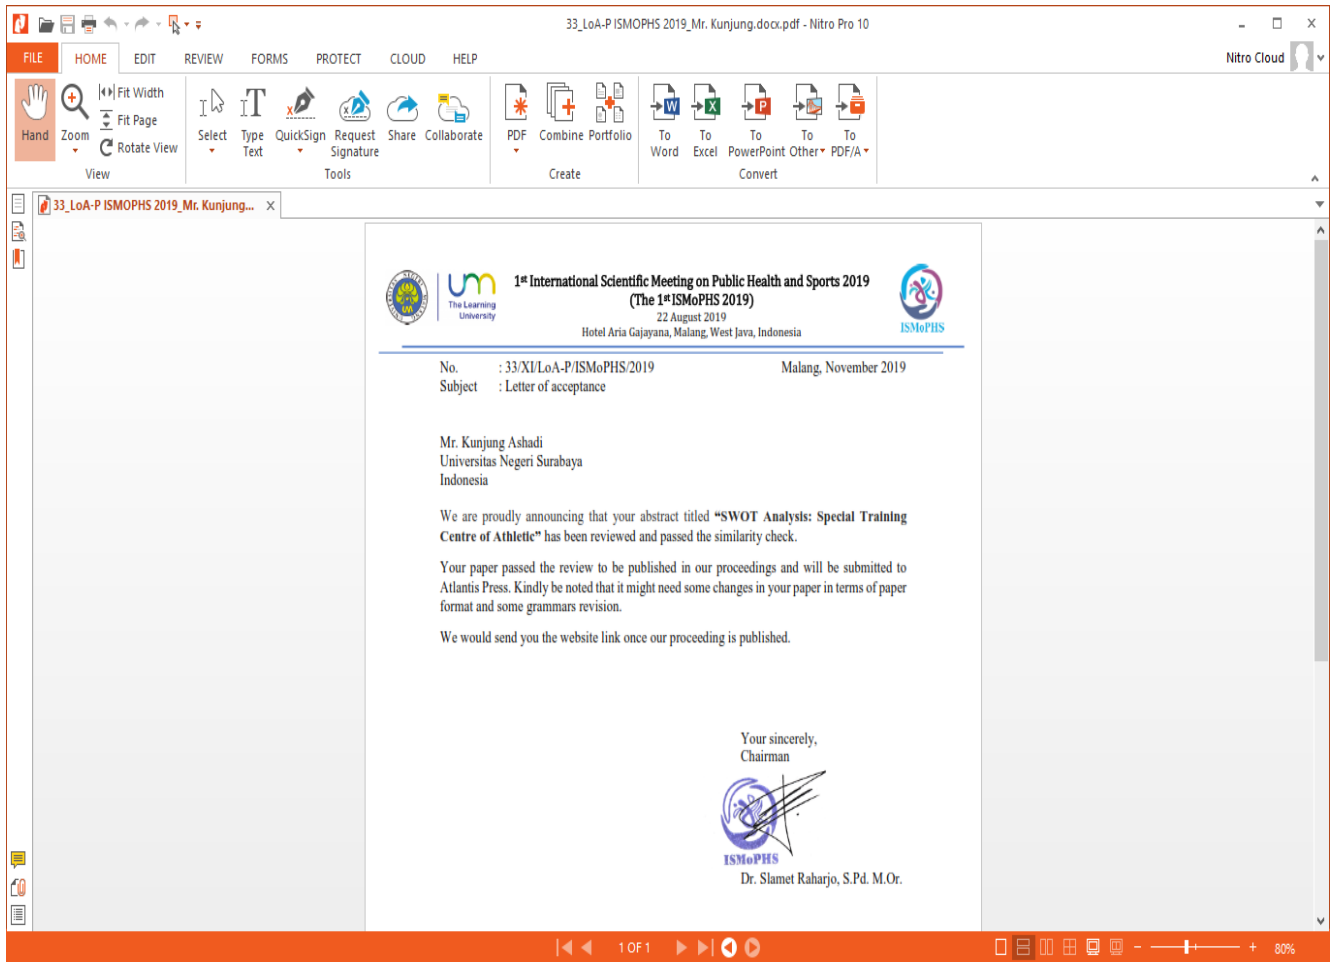 33_LoA-P ISMOPHS 2019_Mr. Kunjung.docx.pdf - Nitro Pro 10
FILE HOME EDIT REVIEW FORMS PROTECT CLOUD HELP
Nitro Cloud
Hand
Zoom
Fit Width
Fit Page
Rotate View
View
Select
Type Text
QuickSign
Request Signature
Share
Collaborate
Tools
PDF
Combine
Portfolio
Create
To Word
To Excel
To PowerPoint
To Other
To PDF/A
Convert
33_LoA-P ISMOPHS 2019_Mr. Kunjung...
um
The Learning
University
1st International Scientific Meeting on Public Health and Sports 2019
(The 1st ISMoPHS 2019)
22 August 2019
Hotel Aria Gajayana, Malang, West Java, Indonesia
ISMoPHS
No. : 33/XI/LoA-P/ISMoPHS/2019 Malang, November 2019
Subject : Letter of acceptance
Mr. Kunjung Ashadi
Universitas Negeri Surabaya
Indonesia
We are proudly announcing that your abstract titled “SWOT Analysis: Special Training
Centre of Athletic” has been reviewed and passed the similarity check.
Your paper passed the review to be published in our proceedings and will be submitted to
Atlantis Press. Kindly be noted that it might need some changes in your paper in terms of paper
format and some grammars revision.
We would send you the website link once our proceeding is published.
Your sincerely,
Chairman
ISMoPHS
Dr. Slamet Raharjo, S.Pd. M.Or.
1 OF 1
80%